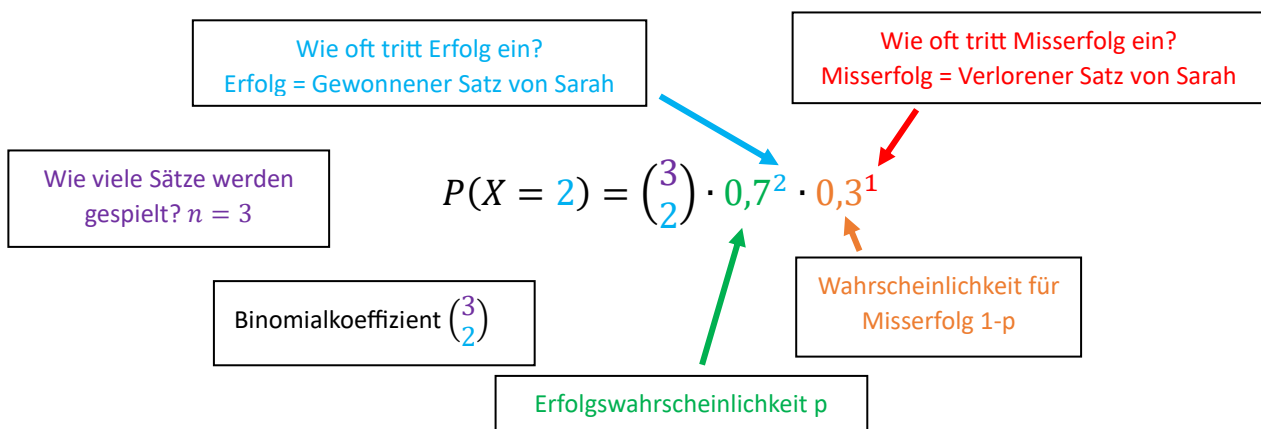 Wie oft tritt Erfolg ein?
Erfolg = Gewonnener Satz von Sarah
Wie oft tritt Misserfolg ein?
Misserfolg = Verlorener Satz von Sarah
Wie viele Sätze werden
gespielt? n = 3
P(X = 2) = (3 2) · 0,7² · 0,3¹
Binomialkoeffizient (3 2)
Wahrscheinlichkeit für
Misserfolg 1-p
Erfolgswahrscheinlichkeit p